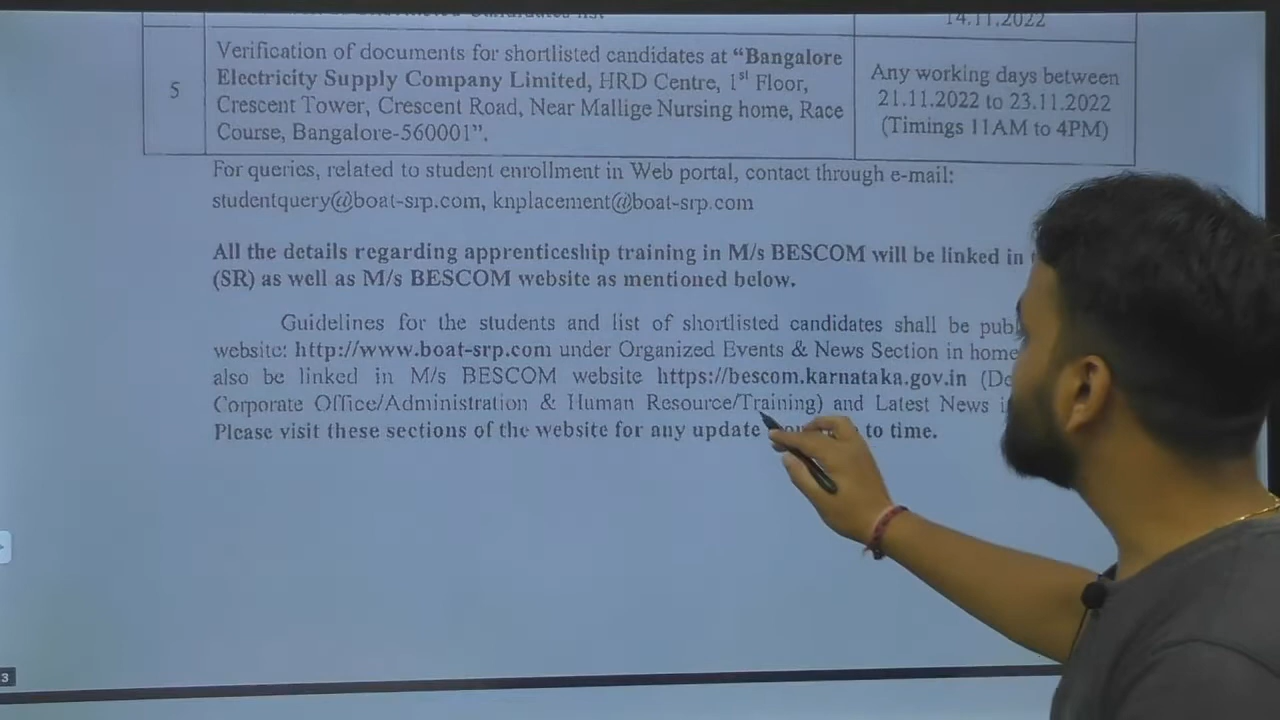 14.11.2022
5
Verification of documents for shortlisted candidates at “Bangalore
Electricity Supply Company Limited, HRD Centre, 1st Floor,
Crescent Tower, Crescent Road, Near Mallige Nursing home, Race
Course, Bangalore-560001”.
Any working days between
21.11.2022 to 23.11.2022
(Timings 11AM to 4PM)
For queries, related to student enrollment in Web portal, contact through e-mail:
studentquery@boat-srp.com, knplacement@boat-srp.com
All the details regarding apprenticeship training in M/s BESCOM will be linked in
(SR) as well as M/s BESCOM website as mentioned below.
Guidelines for the students and list of shortlisted candidates shall be
website: http://www.boat-srp.com under Organized Events & News Section in home
also be linked in M/s BESCOM website https://bescom.karnataka.gov.in
Corporate Office/Administration & Human Resource/Training) and Latest News
Please visit these sections of the website for any update to time.
3